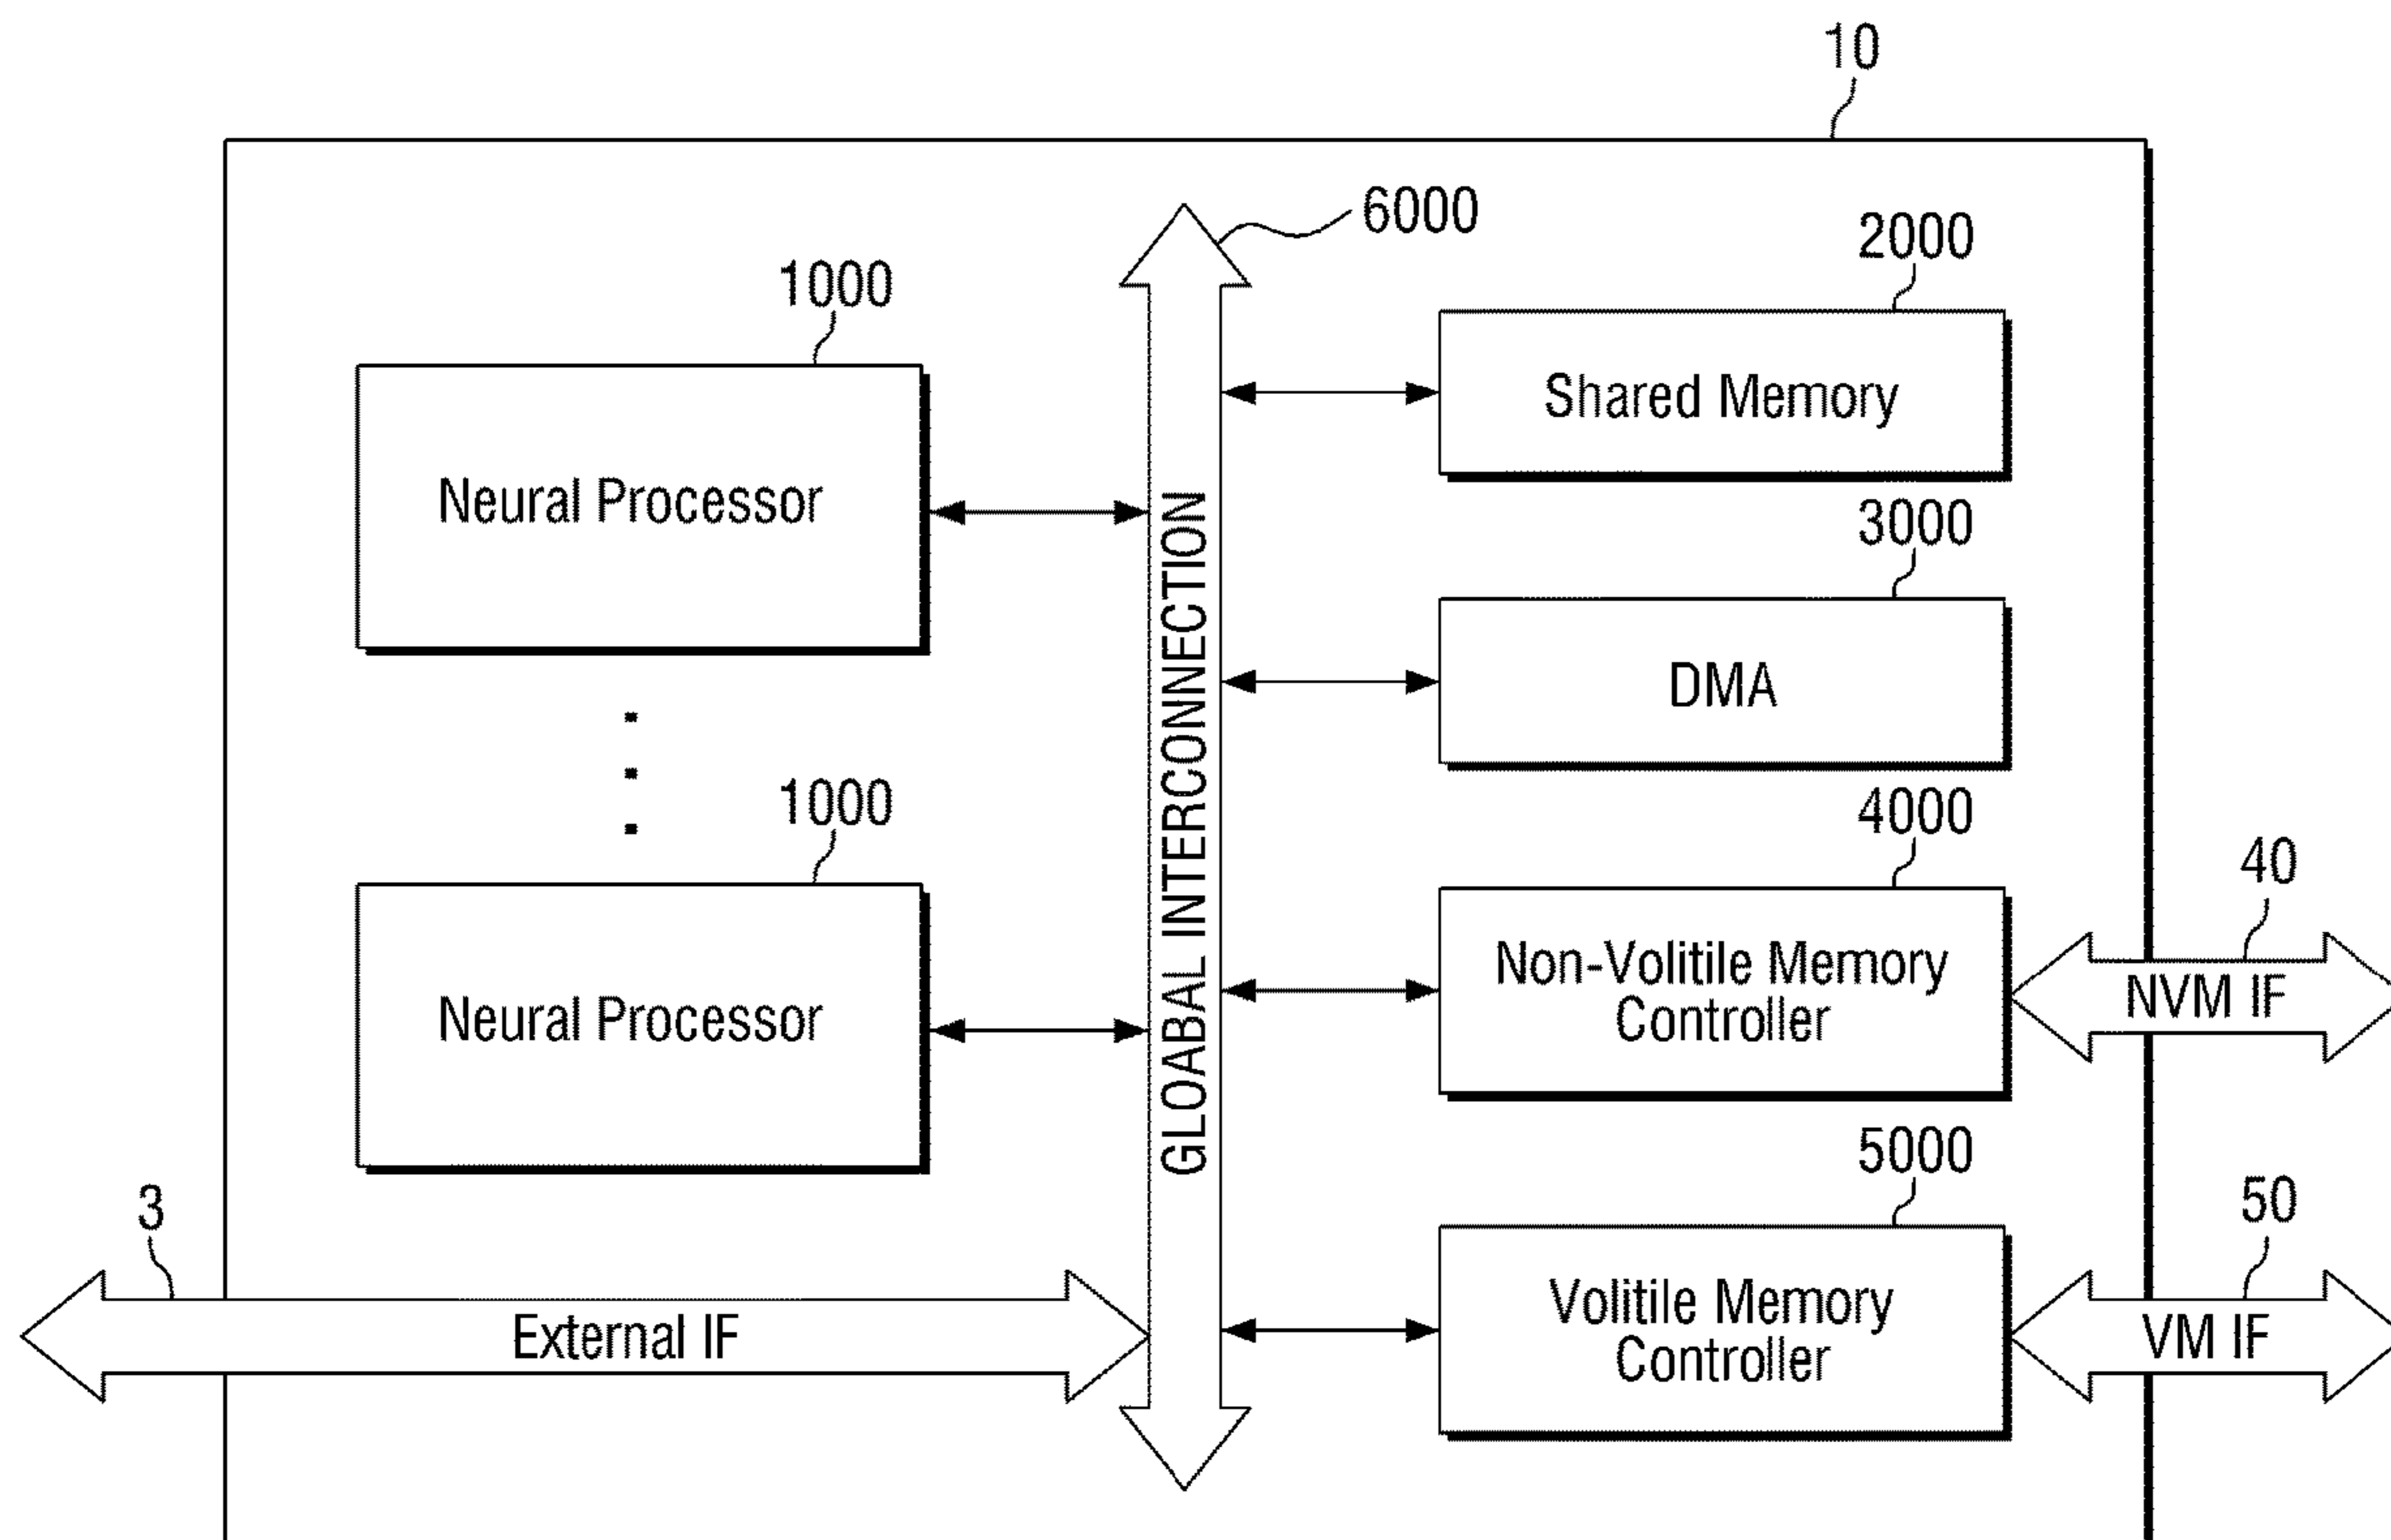 10
6000
2000
1000
Shared Memory
Neural Processor
3000
DMA
GLOABAL INTERCONNECTION
1000
4000
40
Neural Processor
Non-Volitile Memory
Controller
NVM IF
5000
50
3
External IF
Volitile Memory
Controller
VM IF